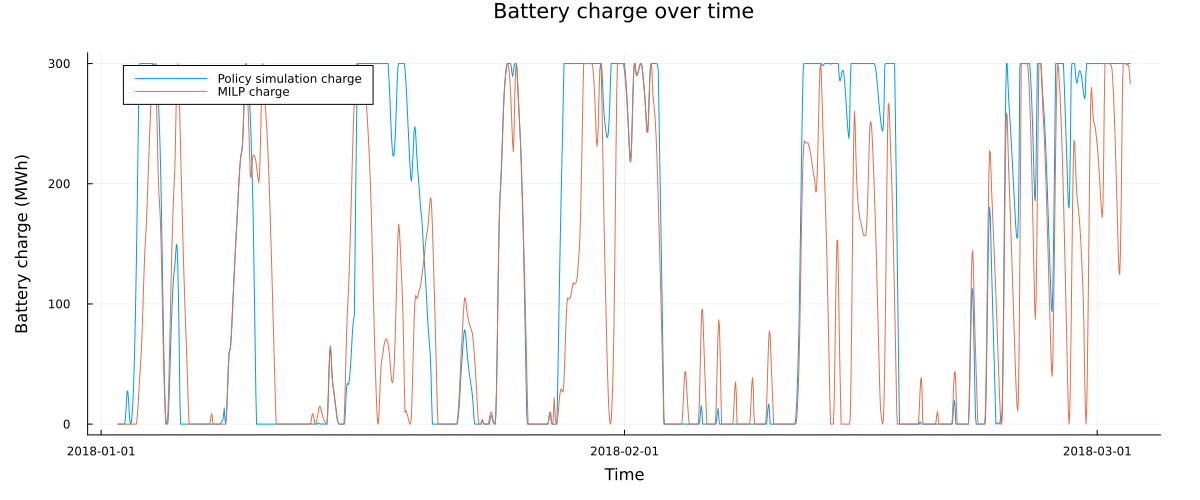 Battery charge over time
Policy simulation charge
MILP charge
300
200
100
0
Battery charge (MWh)
2018-01-01
2018-02-01
2018-03-01
Time